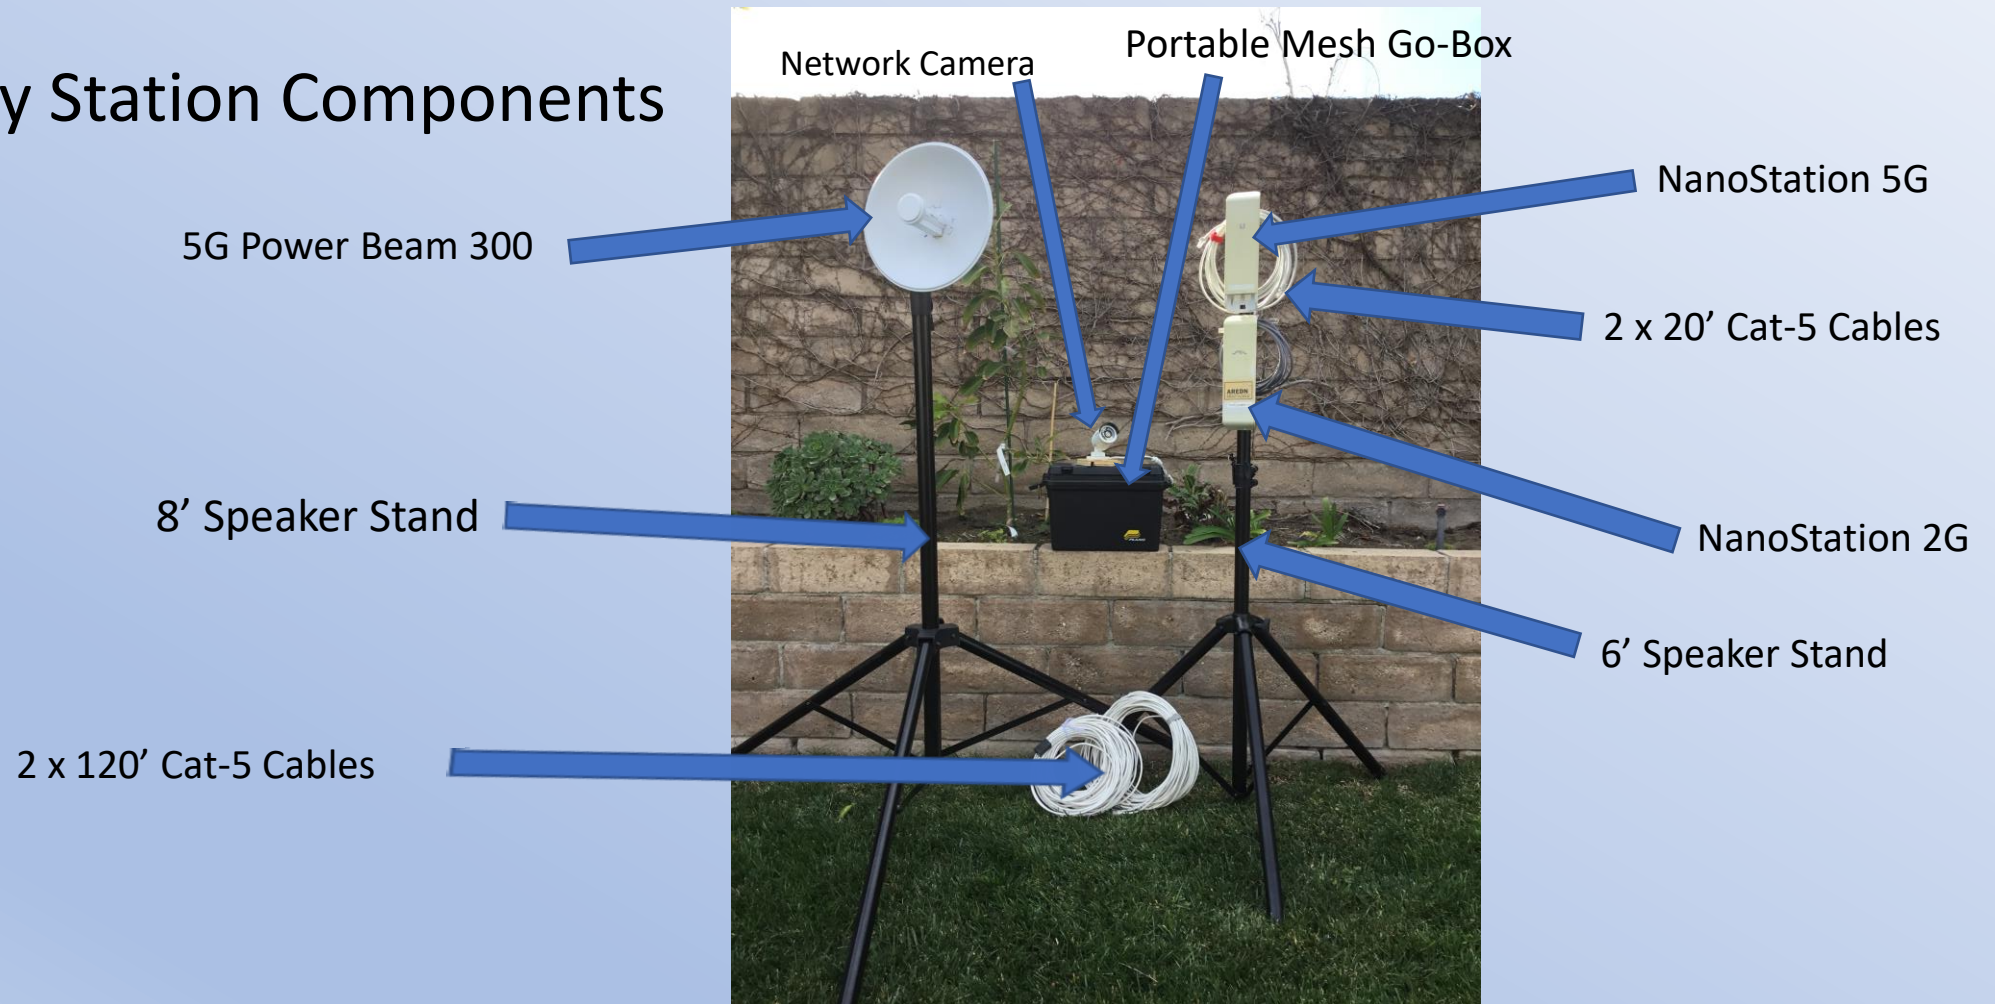 y Station Components
Network Camera
Portable Mesh Go-Box
NanoStation 5G
5G Power Beam 300
2 x 20’ Cat-5 Cables
AREDN
8’ Speaker Stand
NanoStation 2G
6’ Speaker Stand
2 x 120’ Cat-5 Cables